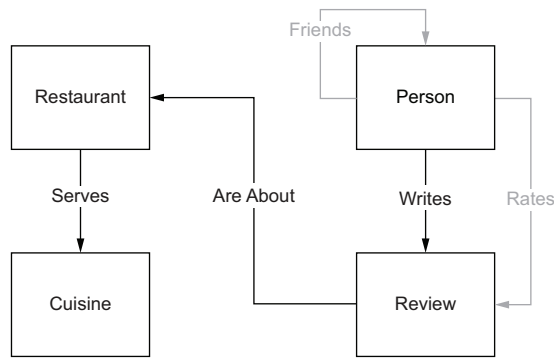 Friends
Restaurant
Person
Serves
Are About
Writes
Rates
Cuisine
Review